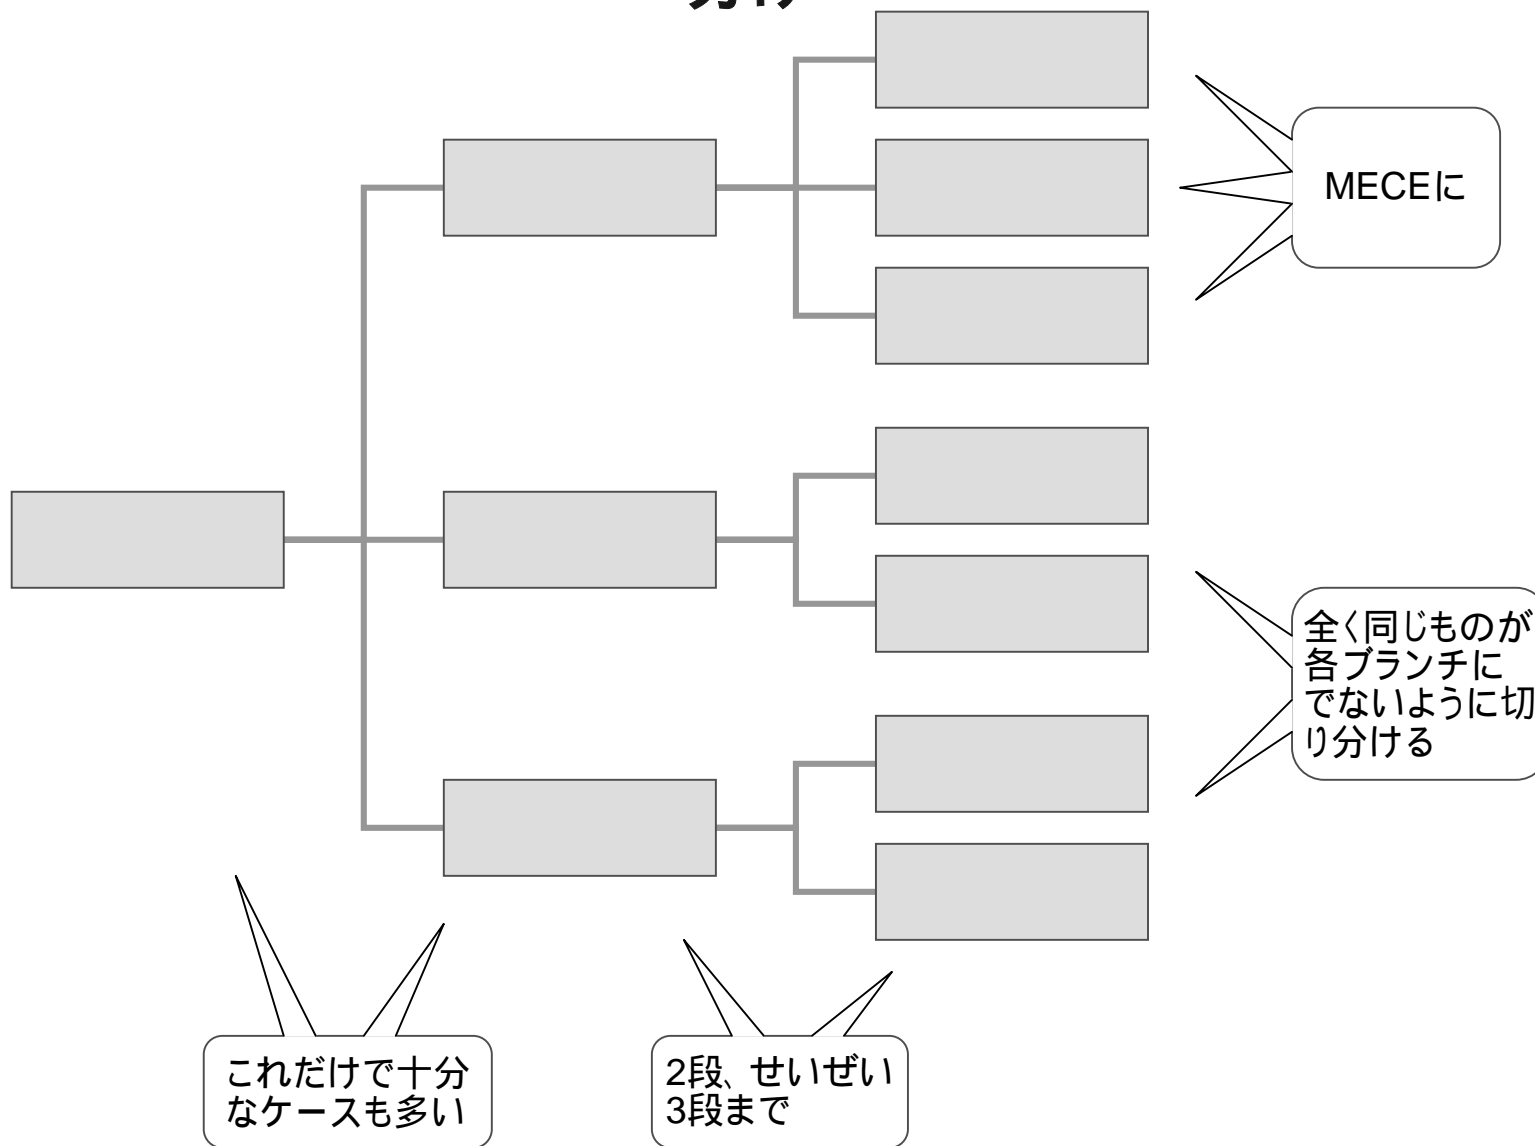 MECEに
全く同じものが
各ブランチに
でないように切
り分ける
これだけで十分
なケースも多い
2段、せいぜい
3段まで